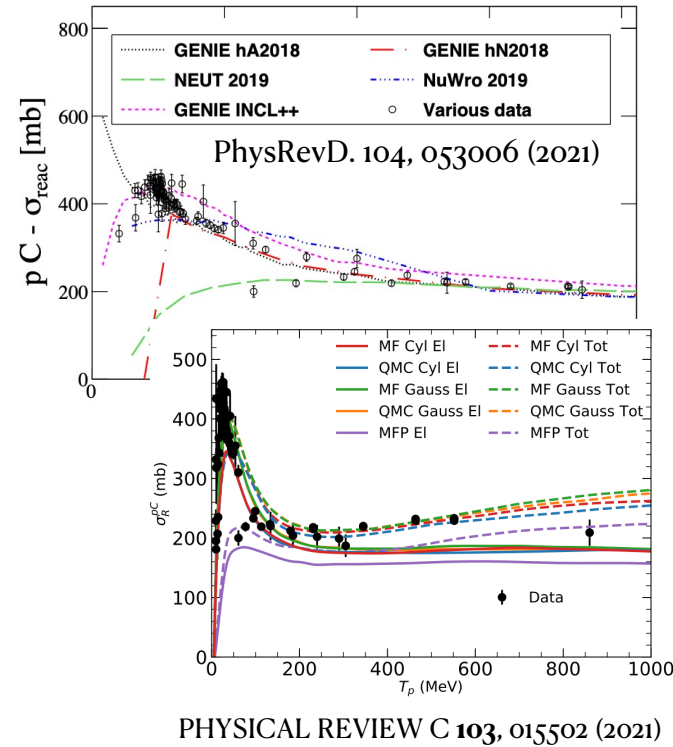 800
GENIE hA2018 GENIE hN2018
NEUT 2019 NuWro 2019
GENIE INCL++ Various data
PhysRevD. 104, 053006 (2021)
p C - σreac [mb]
600
400
200
0
0
MF Cyl El MF Cyl Tot
QMC Cyl El QMC Cyl Tot
MF Gauss El MF Gauss Tot
QMC Gauss El QMC Gauss Tot
MFP El MFP Tot
Data
σ_R^pC (mb)
500
400
300
200
100
0
0 200 400 600 800 1000
Tp (MeV)
PHYSICAL REVIEW C 103, 015502 (2021)